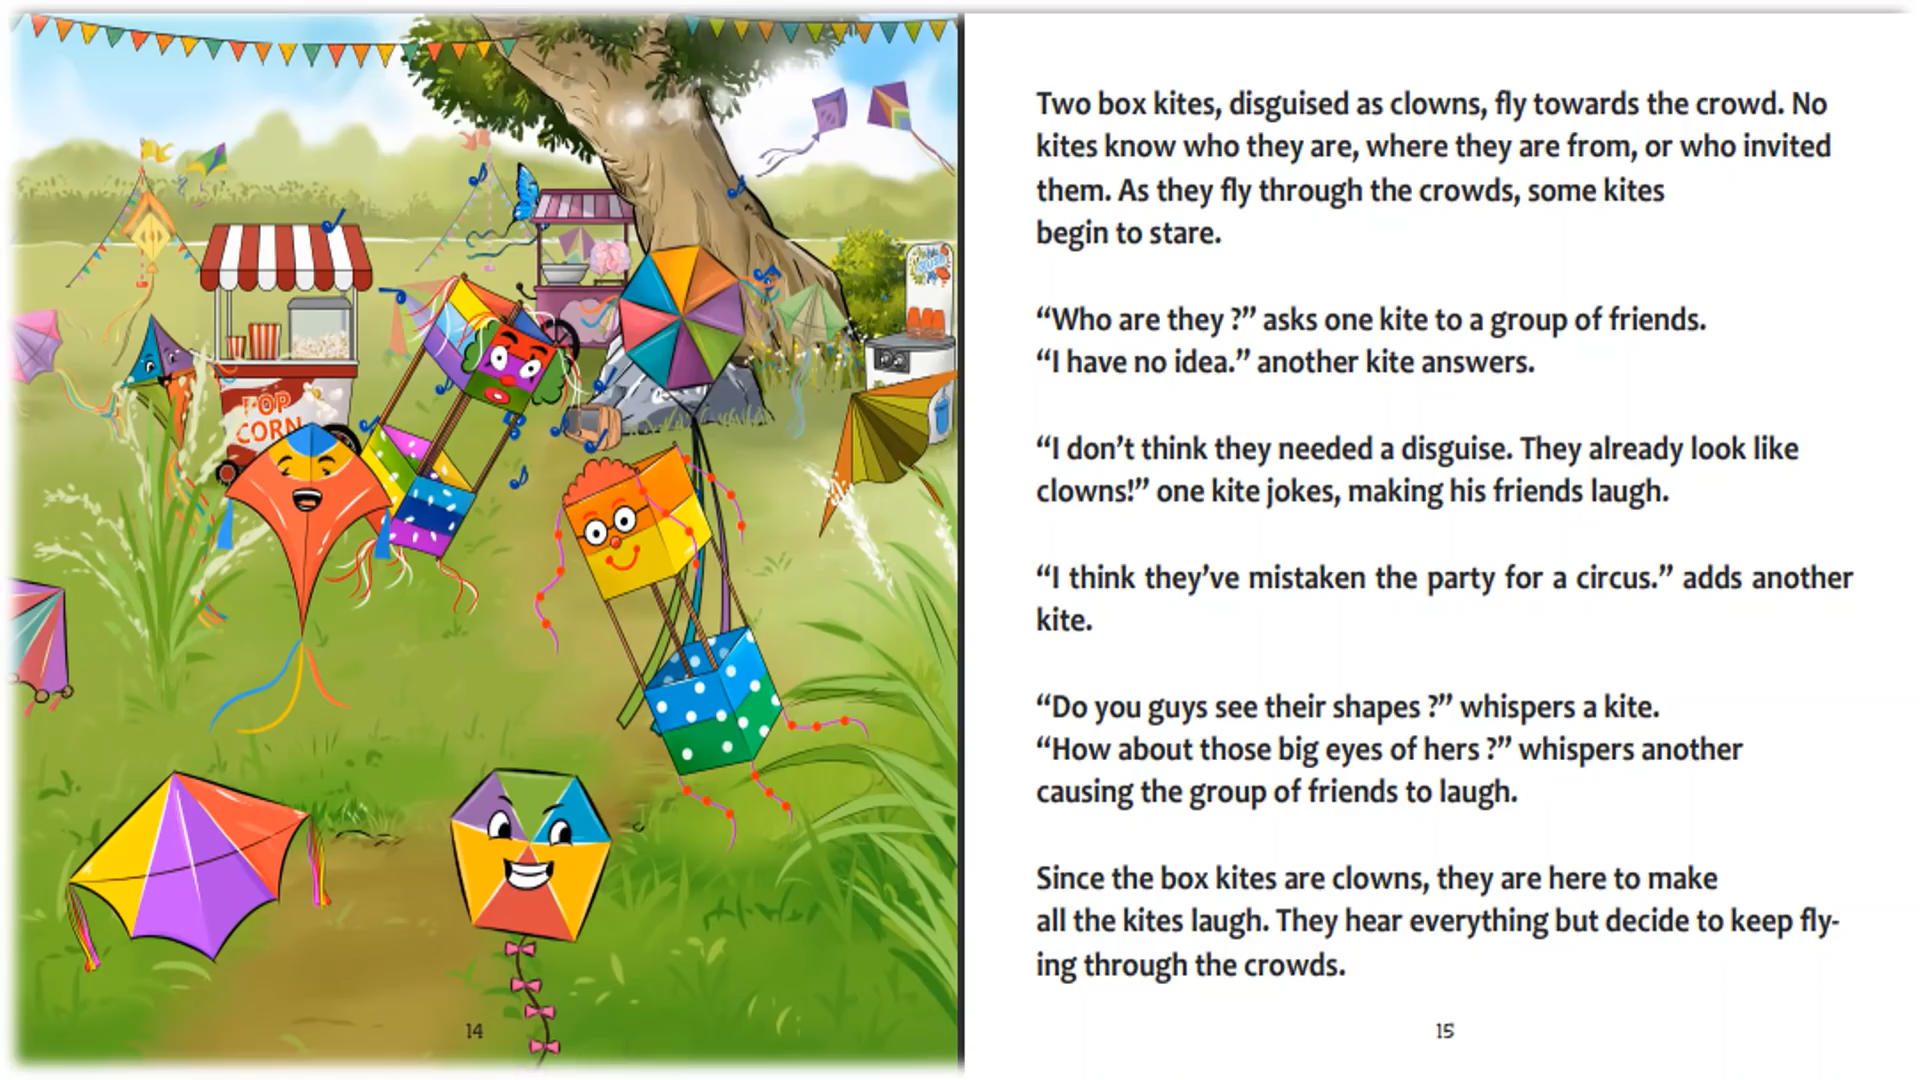 POP
CORN
14
Two box kites, disguised as clowns, fly towards the crowd. No
kites know who they are, where they are from, or who invited
them. As they fly through the crowds, some kites
begin to stare.
“Who are they ?” asks one kite to a group of friends.
“I have no idea.” another kite answers.
“I don’t think they needed a disguise. They already look like
clowns!” one kite jokes, making his friends laugh.
“I think they’ve mistaken the party for a circus.” adds another
kite.
“Do you guys see their shapes ?” whispers a kite.
“How about those big eyes of hers ?” whispers another
causing the group of friends to laugh.
Since the box kites are clowns, they are here to make
all the kites laugh. They hear everything but decide to keep fly-
ing through the crowds.
15